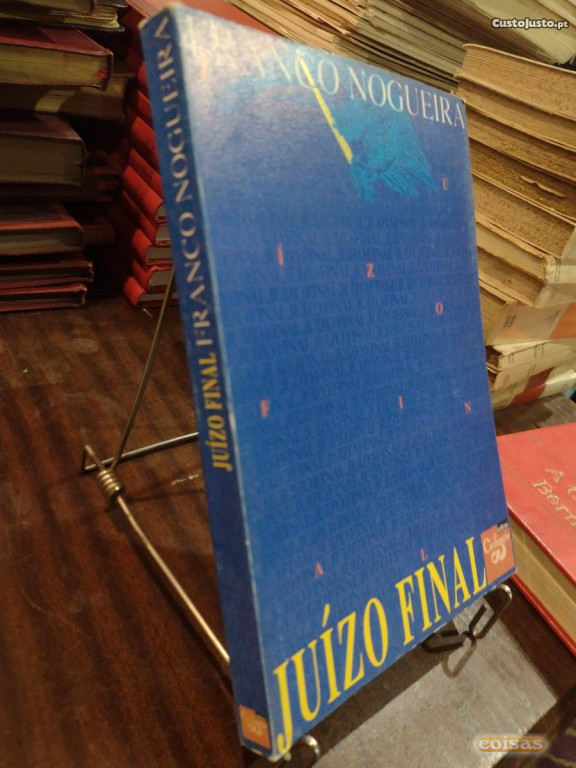 CustoJusto.pt
FRANCO NOGUEIRA
U
Í Z O
F I N
A L
JUÍZO FINAL
JUÍZO FINAL FRANCO NOGUEIRA
A
coisas